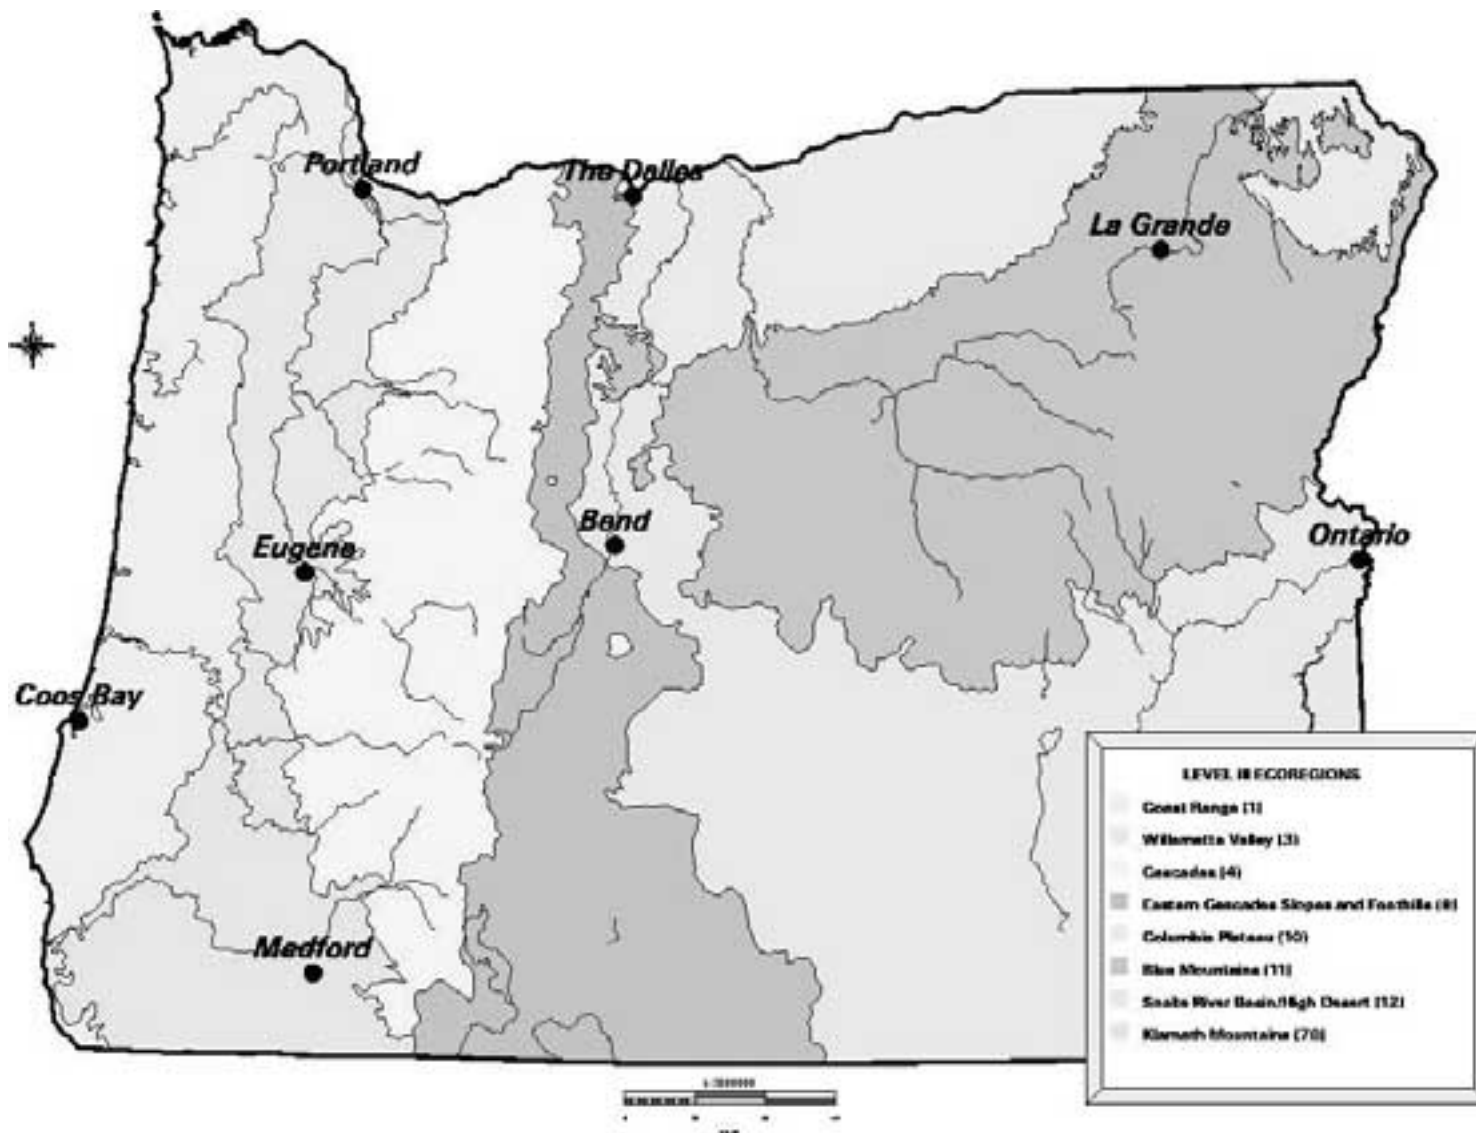 Portland
The Dalles
La Grande
Bend
Ontario
Eugene
Coos Bay
Medford
LEVEL III ECOREGIONS
Coast Range (1)
Willamette Valley (3)
Cascades (4)
Eastern Cascades Slopes and Foothills (9)
Columbia Plateau (10)
Blue Mountains (11)
Snake River Basin/High Desert (12)
Klamath Mountains (78)